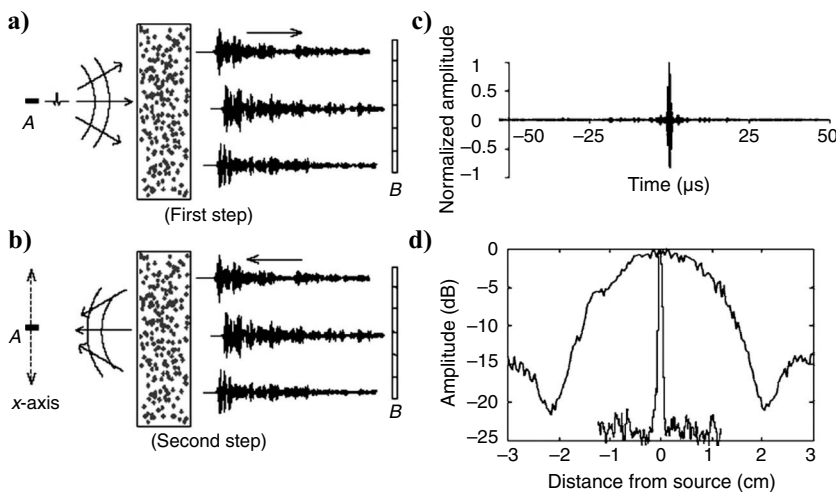 a)
A
B
(First step)
b)
A
x-axis
B
(Second step)
c)
Normalized amplitude
1
0.5
0
−0.5
−1
−50
−25
25
50
Time (μs)
d)
Amplitude (dB)
0
−5
−10
−15
−20
−25
−3
−2
−1
0
1
2
3
Distance from source (cm)